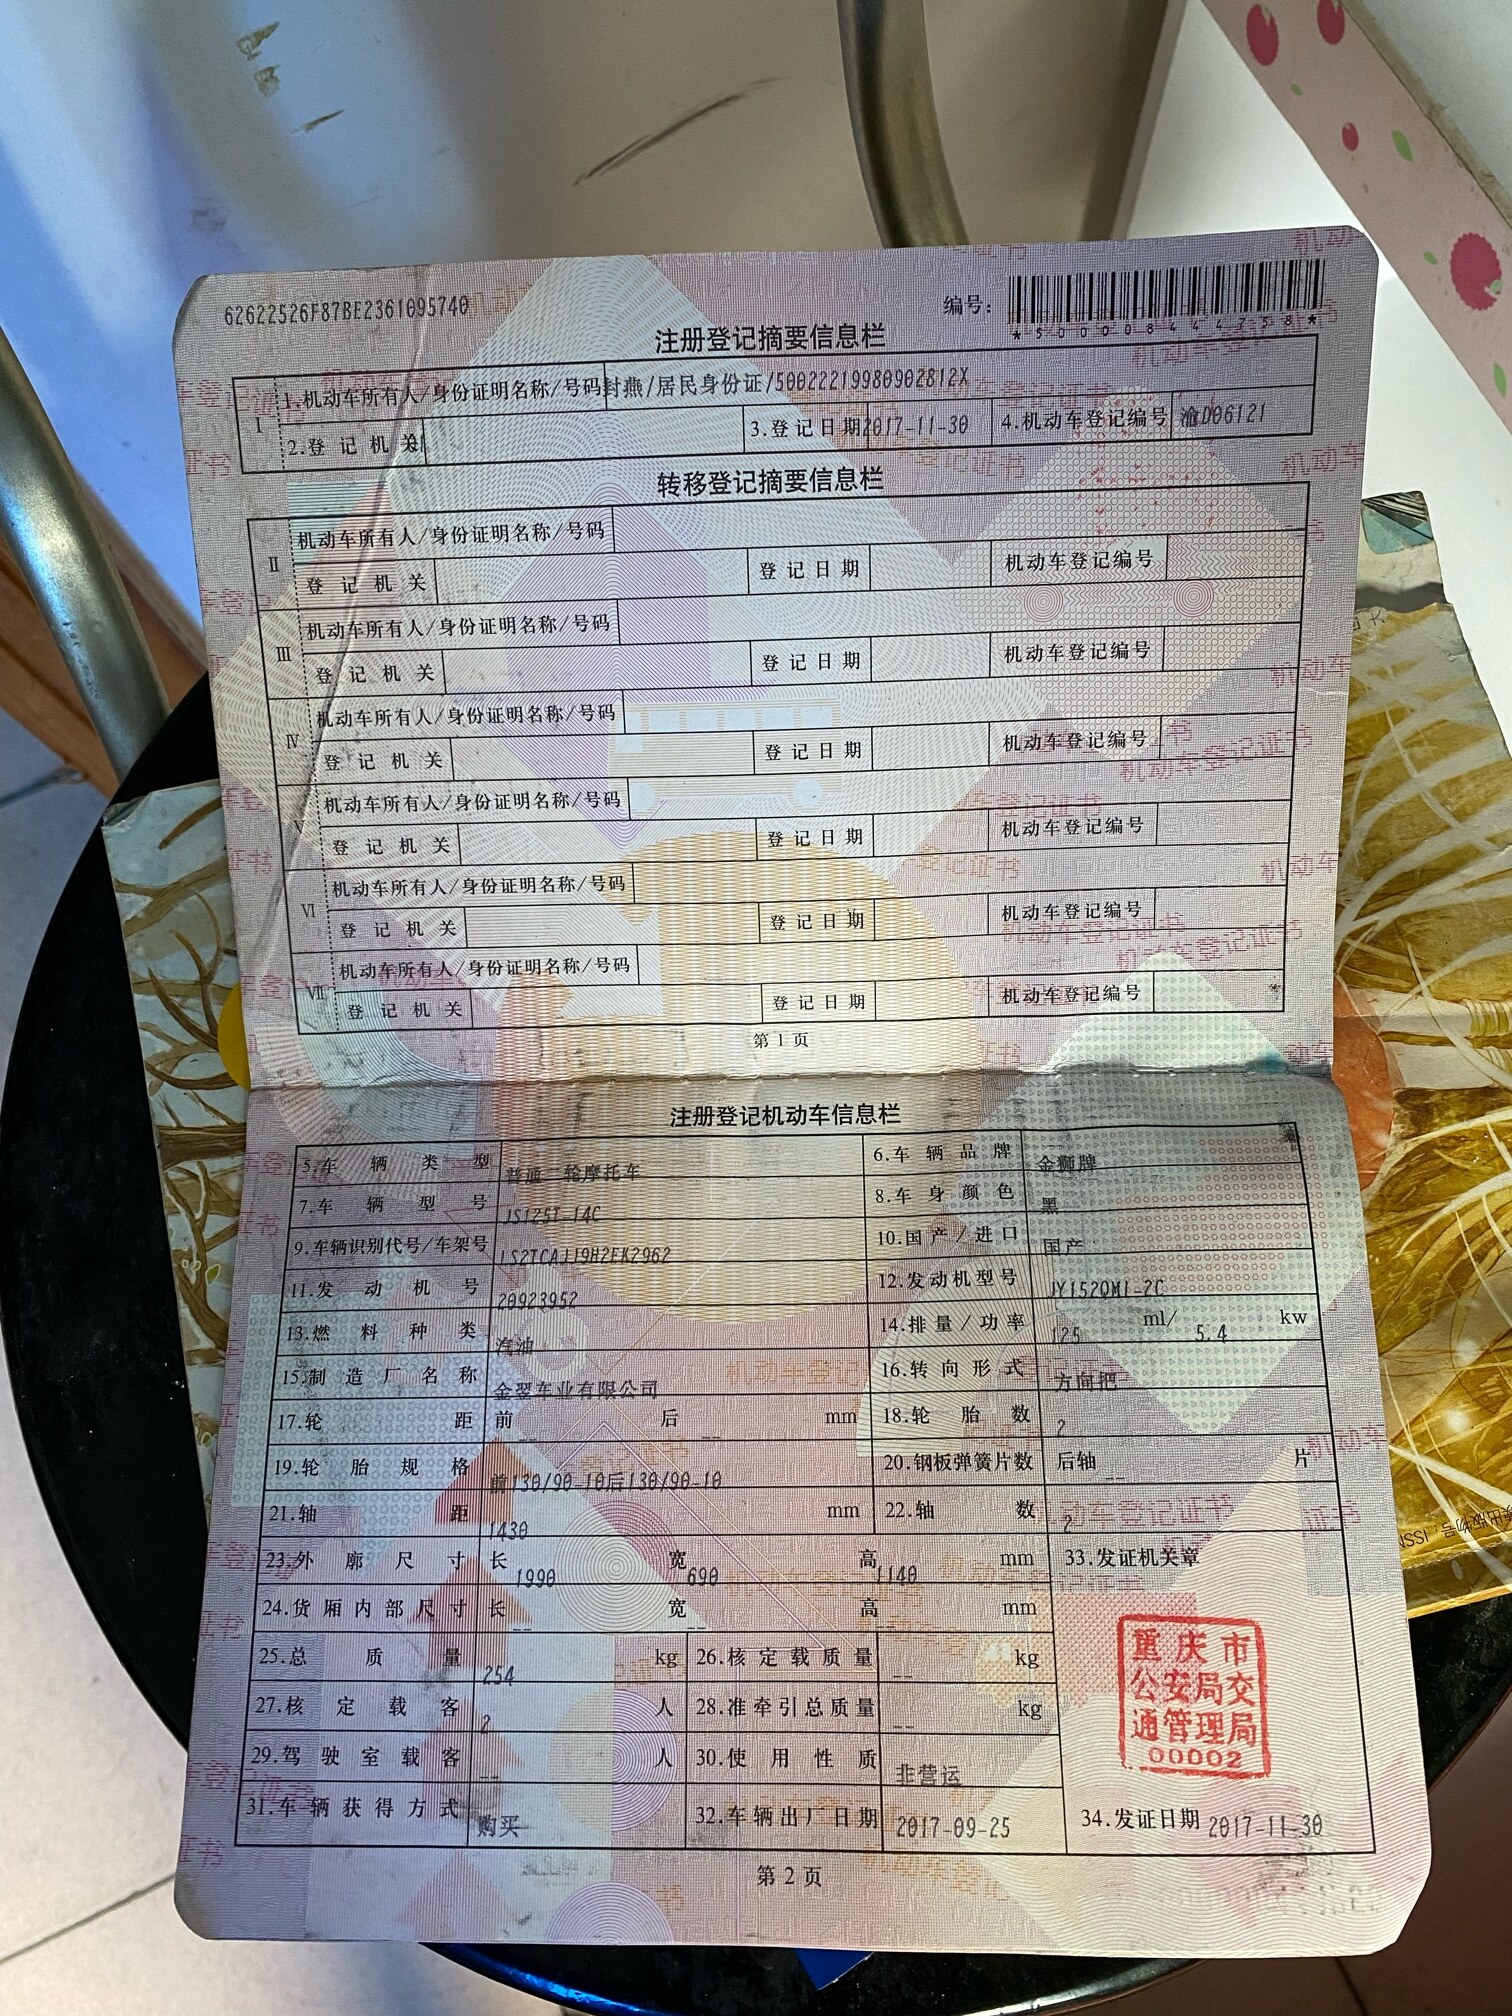 62622526F87BE2361095740
编号：
*500008444758*
注册登记摘要信息栏
Ⅰ 1.机动车所有人/身份证明名称/号码 封燕/居民身份证/50022219980902812X
2.登记机关 3.登记日期 2017-11-30 4.机动车登记编号 渝D06121
转移登记摘要信息栏
Ⅱ 机动车所有人/身份证明名称/号码
登记机关 登记日期 机动车登记编号
Ⅲ 机动车所有人/身份证明名称/号码
登记机关 登记日期 机动车登记编号
Ⅳ 机动车所有人/身份证明名称/号码
登记机关 登记日期 机动车登记编号
Ⅴ 机动车所有人/身份证明名称/号码
登记机关 登记日期 机动车登记编号
Ⅵ 机动车所有人/身份证明名称/号码
登记机关 登记日期 机动车登记编号
Ⅶ 机动车所有人/身份证明名称/号码
登记机关 登记日期 机动车登记编号
第1页
注册登记机动车信息栏
5.车辆类型 普通二轮摩托车 6.车辆品牌 金狮牌
7.车辆型号 JS125T-14C 8.车身颜色 黑
9.车辆识别代号/车架号 LS2TCAJJ9H2FK2962 10.国产/进口 国产
11.发动机号 20923952 12.发动机型号 JY152QMI-2C
13.燃料种类 汽油 14.排量/功率 125 ml/ 5.4 kw
15.制造厂名称 金翌车业有限公司 16.转向形式 方向把
17.轮距 前 -- 后 -- mm 18.轮胎数 2
19.轮胎规格 前130/90-10后130/90-10 20.钢板弹簧片数 后轴 -- 片
21.轴距 1430 mm 22.轴数 2
23.外廓尺寸 长 1990 宽 690 高 1140 mm 33.发证机关章
24.货厢内部尺寸 长 -- 宽 -- 高 -- mm
25.总质量 254 kg 26.核定载质量 -- kg
27.核定载客 2 人 28.准牵引总质量 -- kg
29.驾驶室载客 -- 人 30.使用性质 非营运
31.车辆获得方式 购买 32.车辆出厂日期 2017-09-25 34.发证日期 2017-11-30
重庆市
公安局交
通管理局
00002
第2页